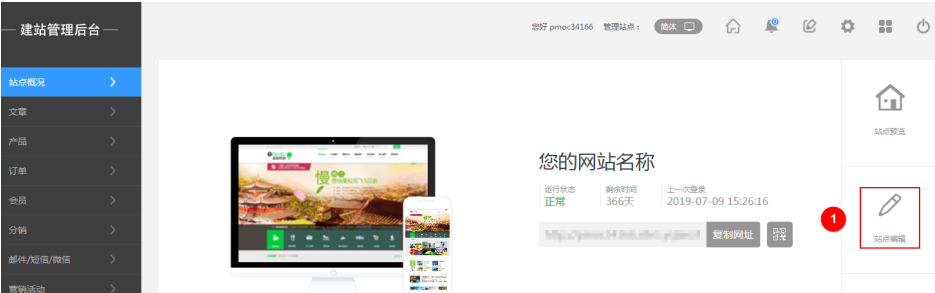 — 建站管理后台 —
您好 pmoc34166 管理站点： 简体
站点概况
文章
产品
订单
会员
分销
邮件/短信/微信
营销活动
您的网站名称
运行状态 剩余时间 上一次登录
正常 366天 2019-07-09 15:26:16
复制网址
站点预览
1
站点编辑